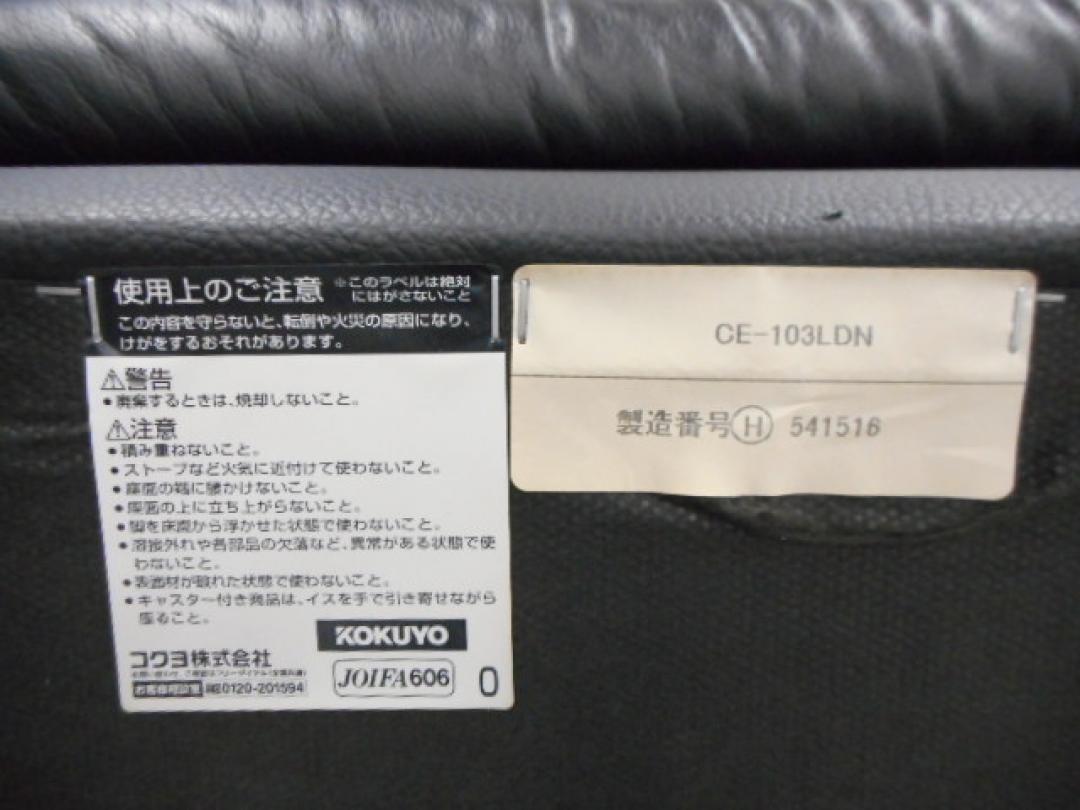 使用上のご注意 ※このラベルは絶対
にはがさないこと
この内容を守らないと、転倒や火災の原因になり、
けがをするおそれがあります。
⚠警告
•廃棄するときは、焼却しないこと。
⚠注意
•積み重ねないこと。
•ストーブなど火気に近付けて使わないこと。
•座面の端に腰かけないこと。
•座面の上に立ち上がらないこと。
•脚を床面から浮かせた状態で使わないこと。
•溶接外れや各部品の欠落など、異常がある状態で使
わないこと。
•表面材が破れた状態で使わないこと。
•キャスター付き商品は、イスを手で引き寄せながら
座ること。
KOKUYO
コクヨ株式会社
お客様相談室 0120-201594
JOIFA606
0
CE-103LDN
製造番号Ⓗ 541516